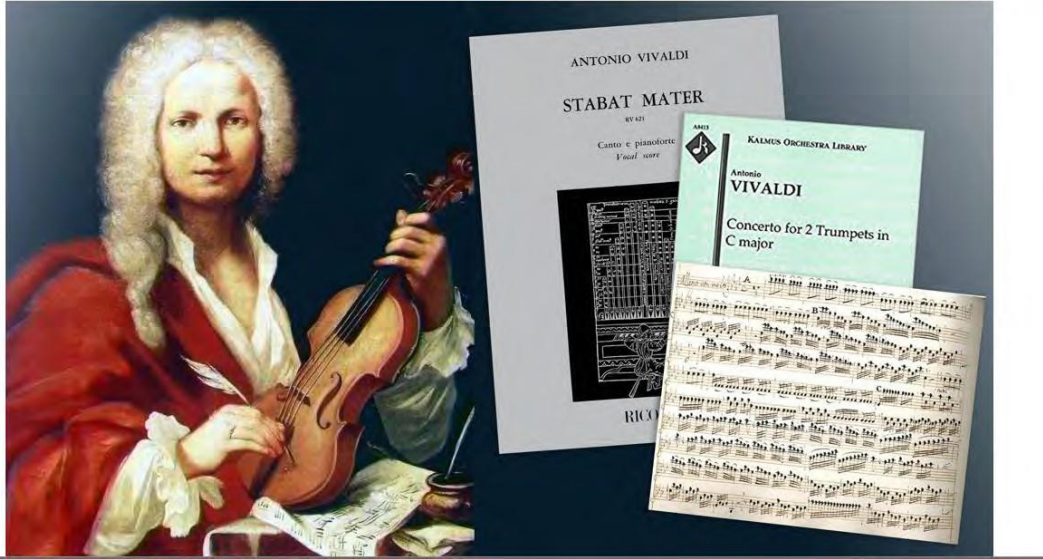 ANTONIO VIVALDI
STABAT MATER
RV 621
Canto e pianoforte
Vocal score
RICO
A8413
KALMUS ORCHESTRA LIBRARY
Antonio
VIVALDI
Concerto for 2 Trumpets in
C major
A
B
C